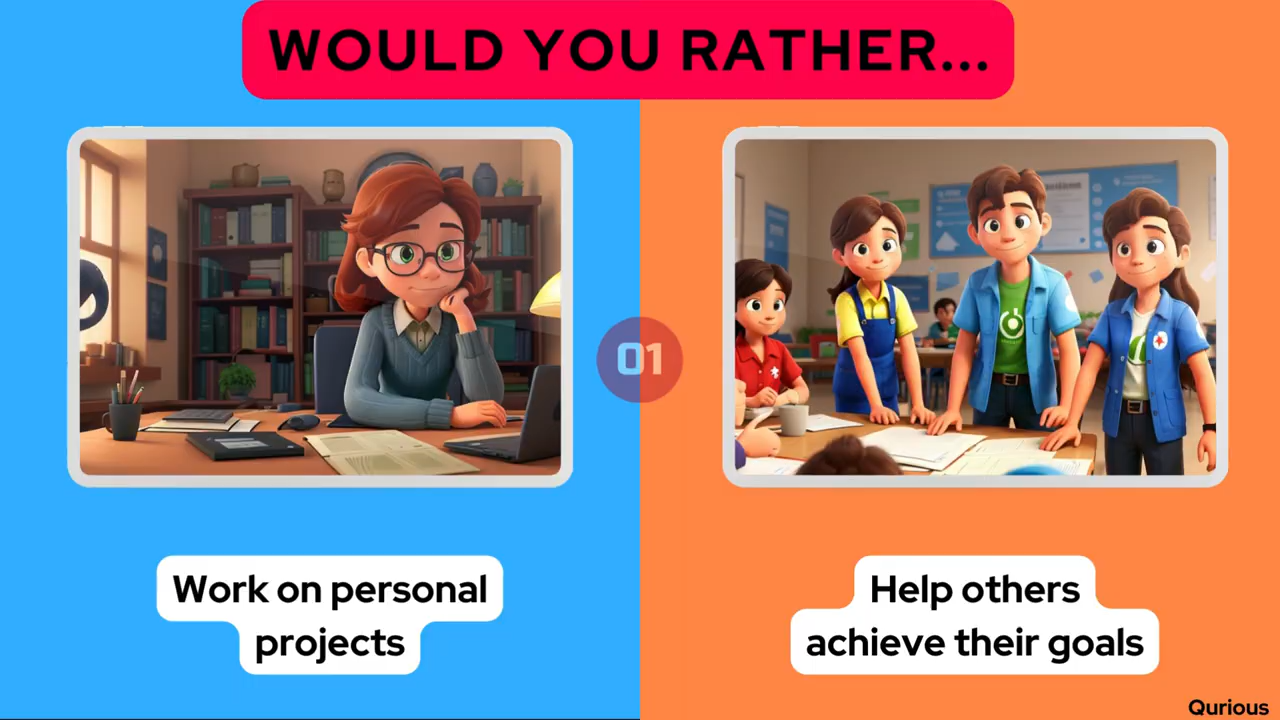 WOULD YOU RATHER...
01
Work on personal
projects
Help others
achieve their goals
Qurious